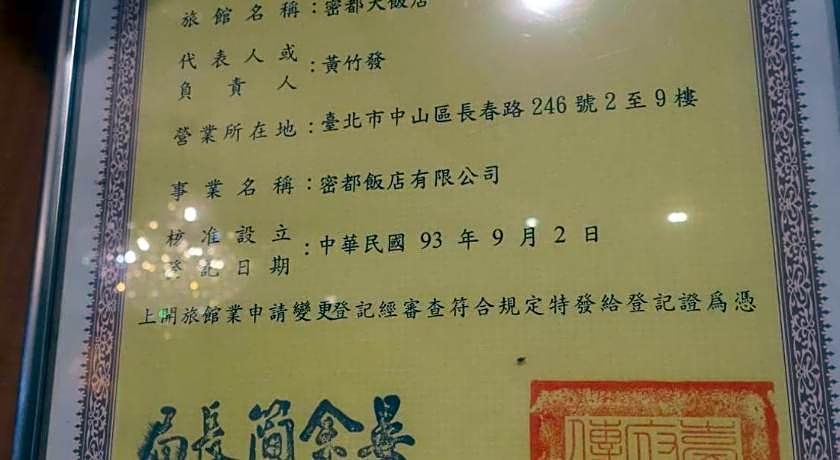 旅館名稱：密都大飯店
代表人或
負責人：黃竹發
營業所在地：臺北市中山區長春路246號2至9樓
事業名稱：密都飯店有限公司
核准設立
登記日期：中華民國 93 年 9 月 2 日
上開旅館業申請變更登記經審查符合規定特發給登記證爲憑
局長簡余晏